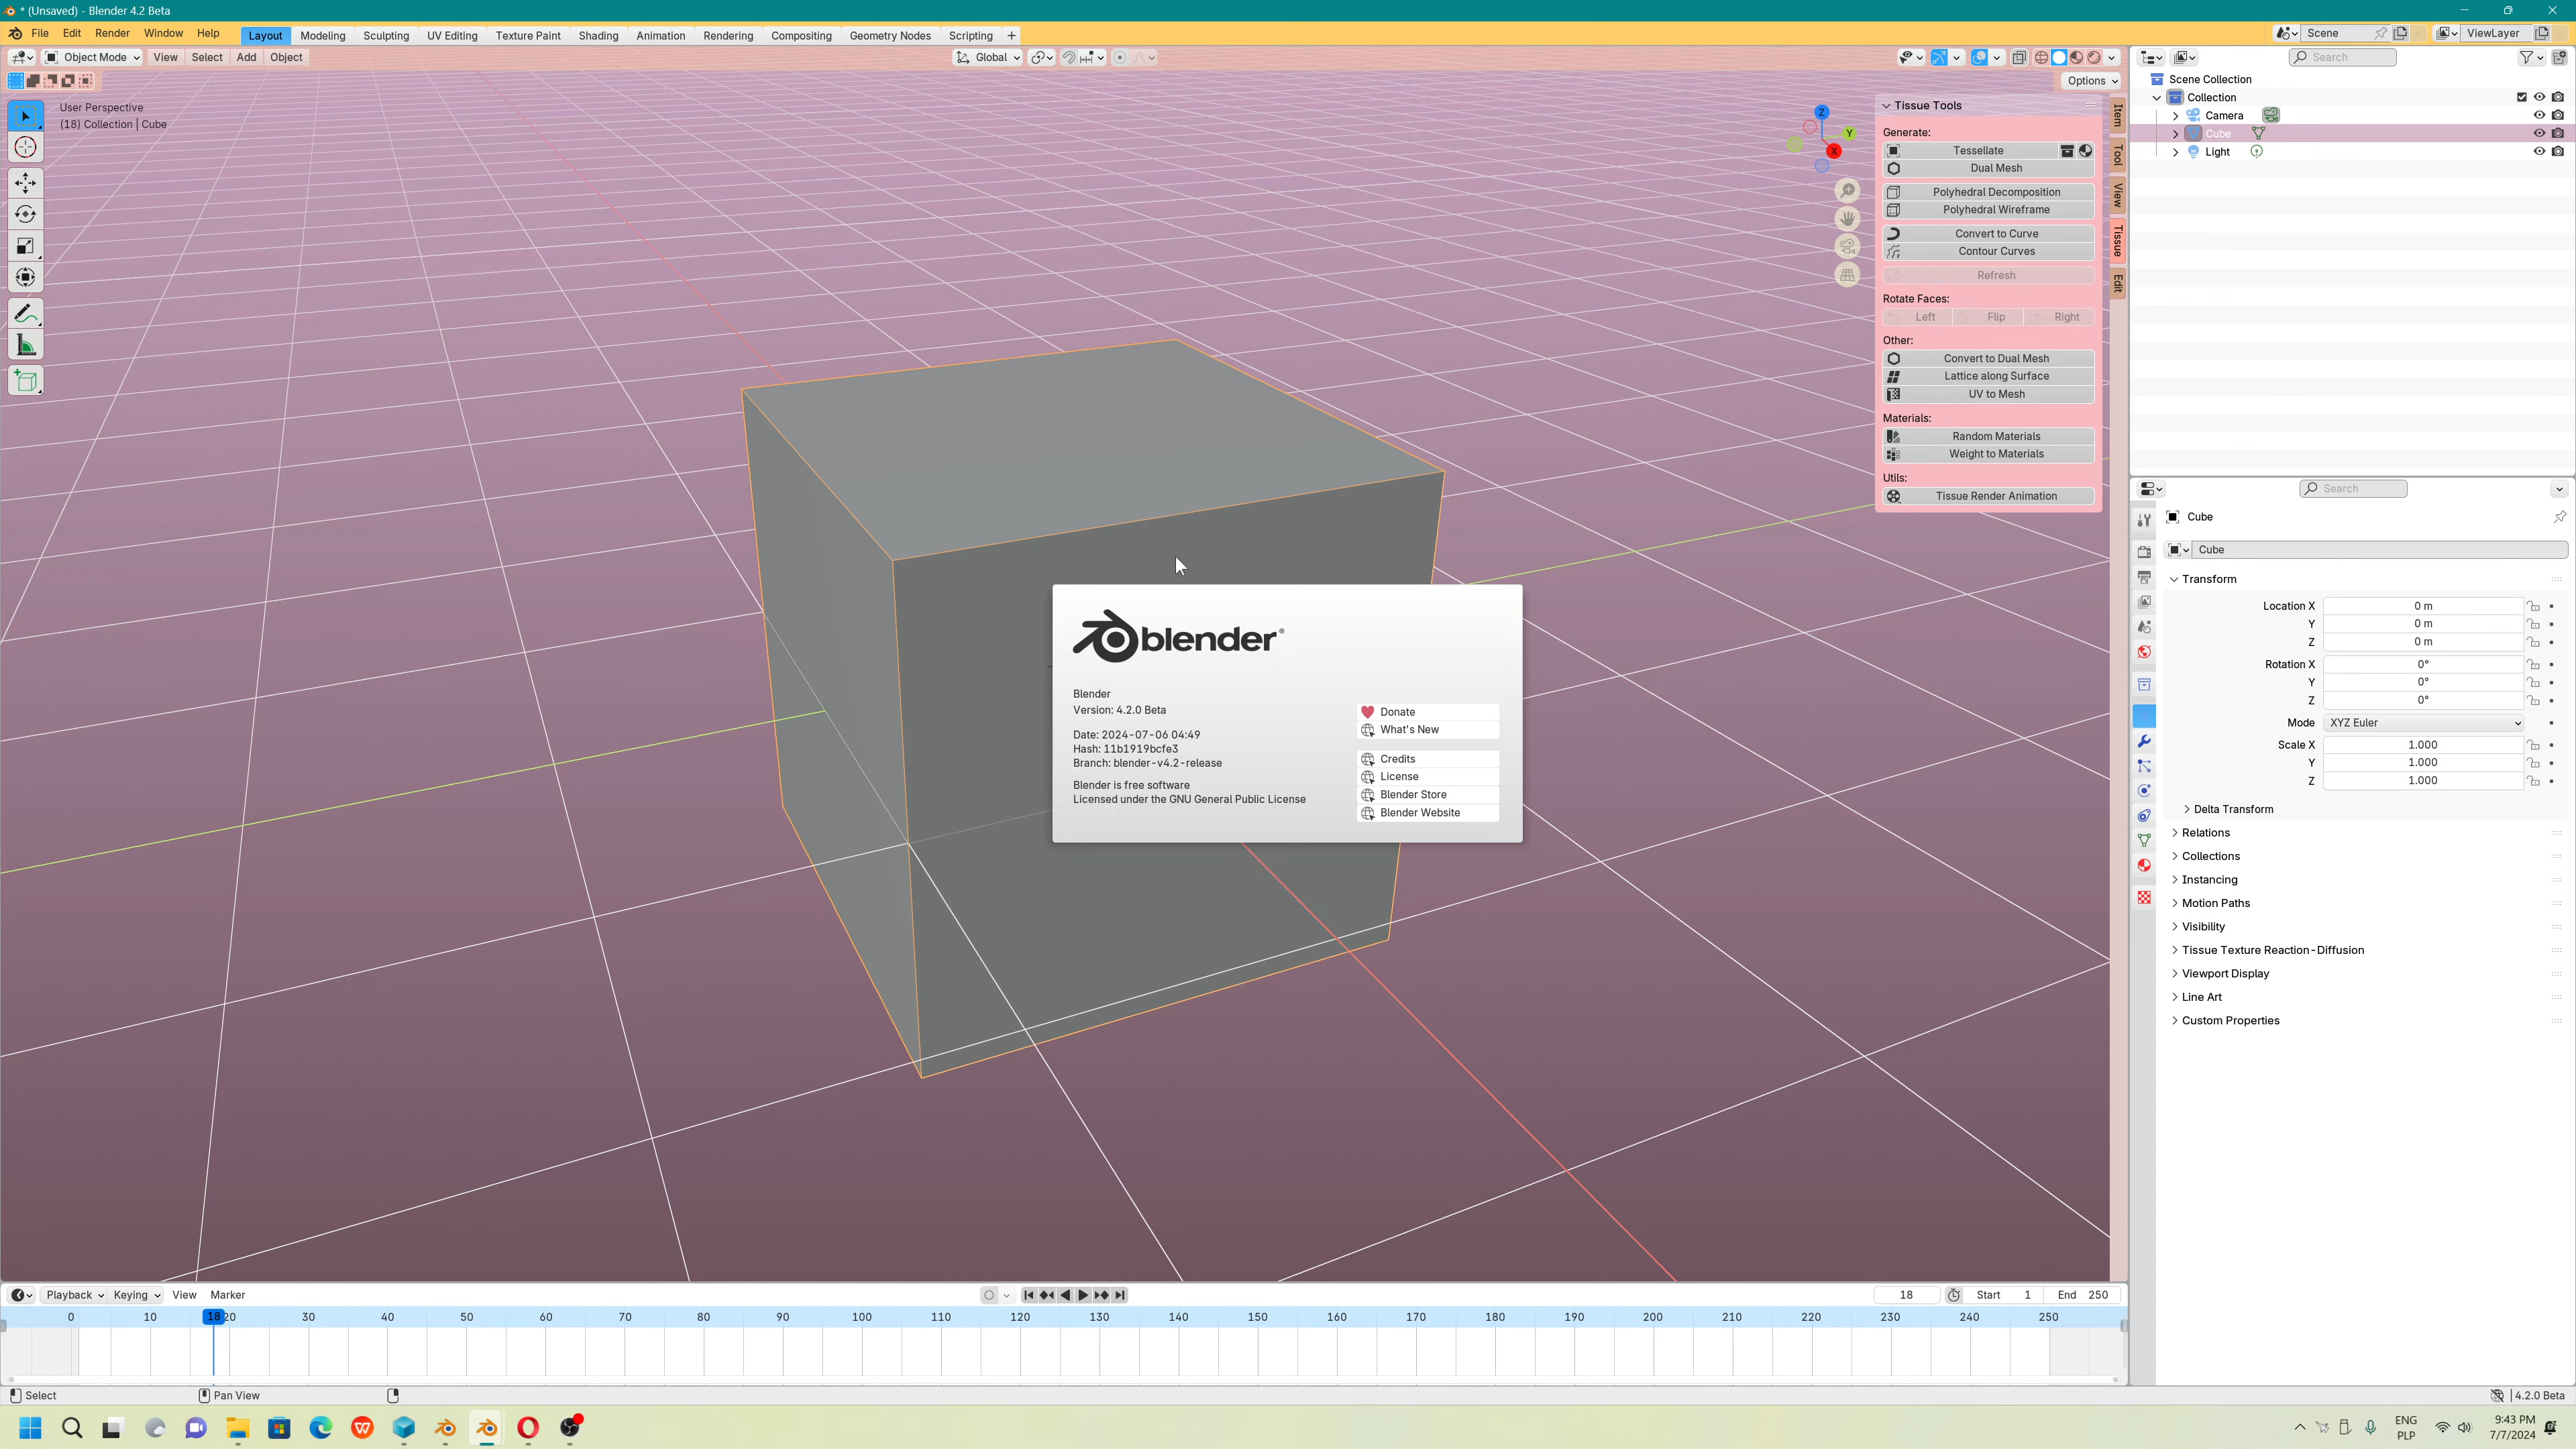 * (Unsaved) - Blender 4.2 Beta
File Edit Render Window Help Layout Modeling Sculpting UV Editing Texture Paint Shading Animation Rendering Compositing Geometry Nodes Scripting + Scene ViewLayer
Object Mode View Select Add Object Global
Options
User Perspective
(18) Collection | Cube
Z
Y
X
Tissue Tools
Generate:
Tessellate
Dual Mesh
Polyhedral Decomposition
Polyhedral Wireframe
Convert to Curve
Contour Curves
Refresh
Rotate Faces:
Left Flip Right
Other:
Convert to Dual Mesh
Lattice along Surface
UV to Mesh
Materials:
Random Materials
Weight to Materials
Utils:
Tissue Render Animation
Item
Tool
View
Tissue
Edit
Search
Scene Collection
Collection
Camera
Cube
Light
Search
Cube
Cube
Transform
Location X 0 m
Y 0 m
Z 0 m
Rotation X 0°
Y 0°
Z 0°
Mode XYZ Euler
Scale X 1.000
Y 1.000
Z 1.000
Delta Transform
Relations
Collections
Instancing
Motion Paths
Visibility
Tissue Texture Reaction-Diffusion
Viewport Display
Line Art
Custom Properties
blender®
Blender
Version: 4.2.0 Beta
Date: 2024-07-06 04:49
Hash: 11b1919bcfe3
Branch: blender-v4.2-release
Blender is free software
Licensed under the GNU General Public License
Donate
What's New
Credits
License
Blender Store
Blender Website
Playback Keying View Marker 18 Start 1 End 250
0 10 18 20 30 40 50 60 70 80 90 100 110 120 130 140 150 160 170 180 190 200 210 220 230 240 250
Select Pan View 4.2.0 Beta
ENG
PLP
9:43 PM
7/7/2024